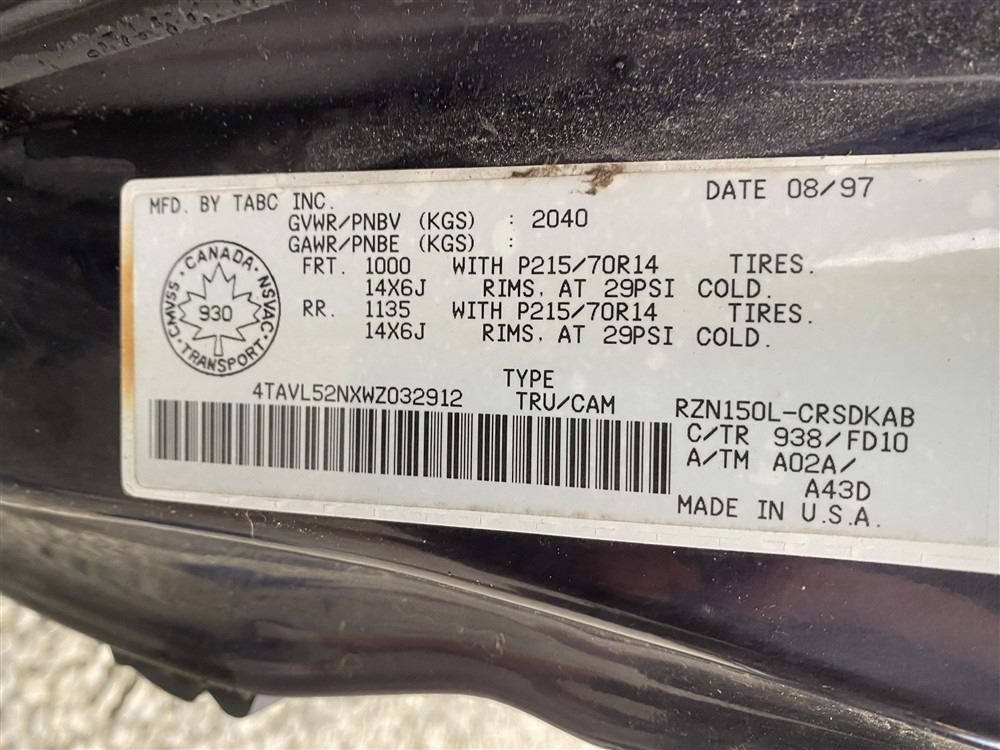 MFD. BY TABC INC.
DATE 08/97
GVWR/PNBV (KGS) : 2040
GAWR/PNBE (KGS) :
FRT. 1000 WITH P215/70R14 TIRES.
14X6J RIMS, AT 29PSI COLD.
RR. 1135 WITH P215/70R14 TIRES.
14X6J RIMS, AT 29PSI COLD.
CANADA · NSVAC · TRANSPORT · CMVSS ·
930
4TAVL52NXWZ032912
TYPE
TRU/CAM
RZN150L-CRSDKAB
C/TR 938/FD10
A/TM A02A/
A43D
MADE IN U.S.A.